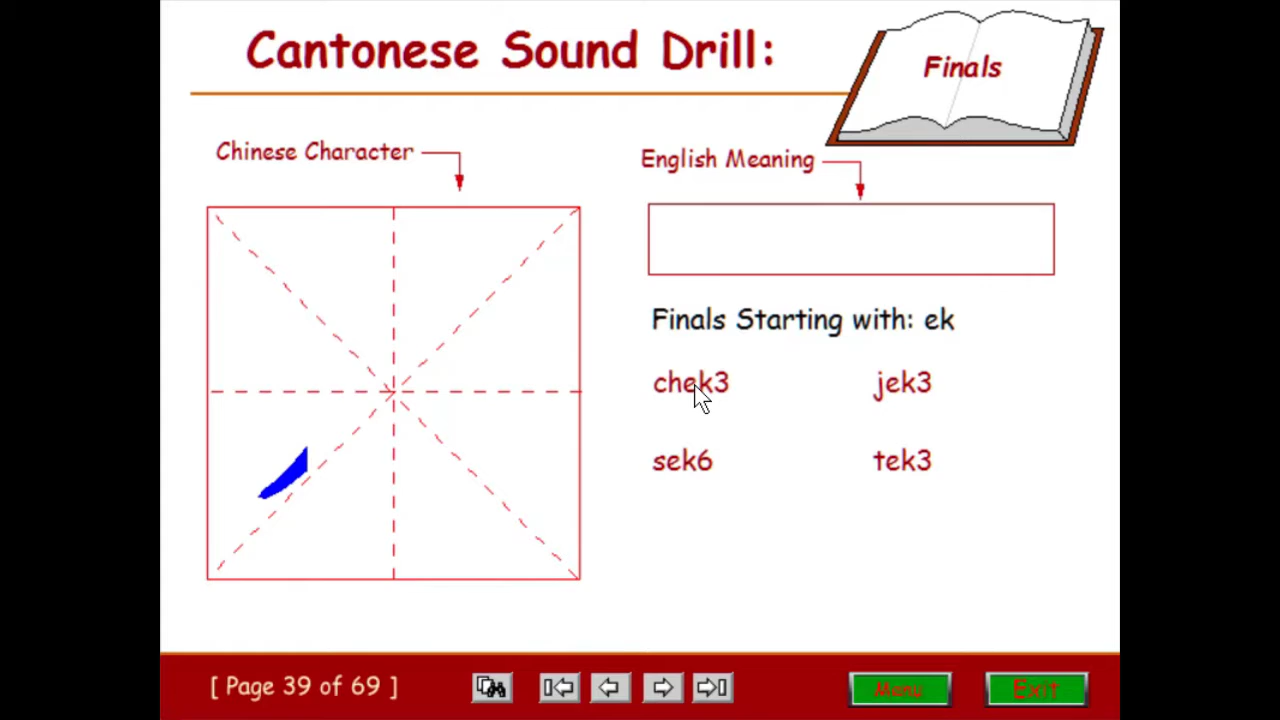 Cantonese Sound Drill:
Finals
Chinese Character
English Meaning
Finals Starting with: ek
chek3 jek3
sek6 tek3
[ Page 39 of 69 ]
Menu
Exit